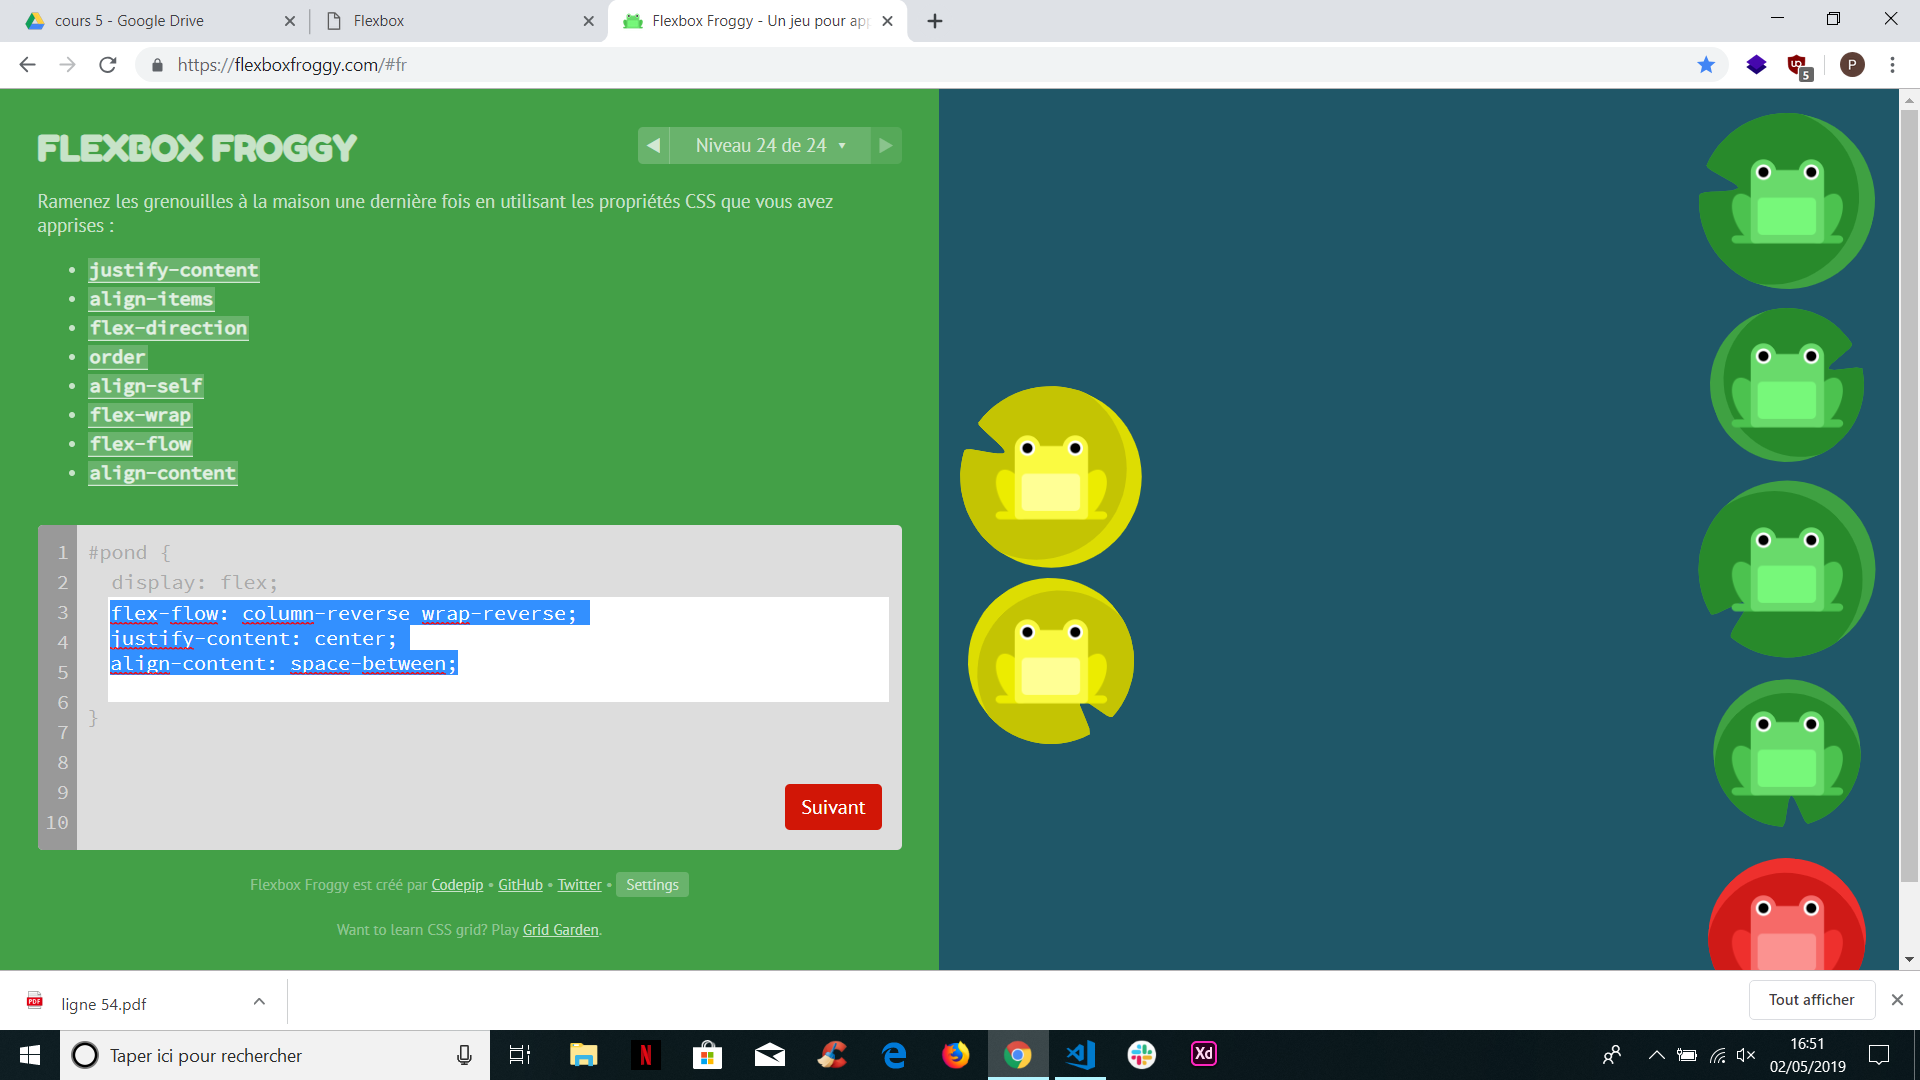 cours 5 - Google Drive
Flexbox
Flexbox Froggy - Un jeu pour app
https://flexboxfroggy.com/#fr
5
P
FLEXBOX FROGGY
Niveau 24 de 24
Ramenez les grenouilles à la maison une dernière fois en utilisant les propriétés CSS que vous avez
apprises :
• justify-content
• align-items
• flex-direction
• order
• align-self
• flex-wrap
• flex-flow
• align-content
1 #pond {
2 display: flex;
3 flex-flow: column-reverse wrap-reverse;
4 justify-content: center;
5 align-content: space-between;
6
7 }
8
9
10
Suivant
Flexbox Froggy est créé par Codepip • GitHub • Twitter • Settings
Want to learn CSS grid? Play Grid Garden.
PDF
ligne 54.pdf
Tout afficher
Taper ici pour rechercher
N
Xd
16:51
02/05/2019